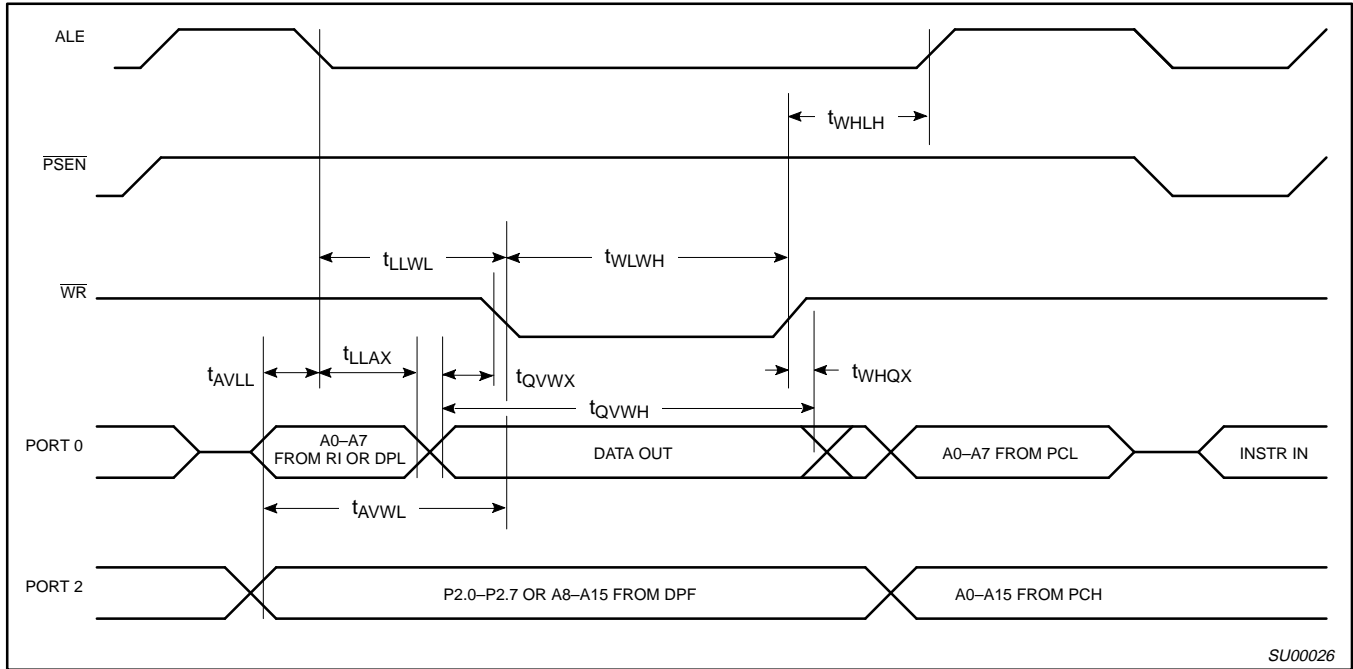 ALE
tWHLH
PSEN
tLLWL
tWLWH
WR
tLLAX
tAVLL
tQVWX
tWHQX
tQVWH
PORT 0
A0–A7
FROM RI OR DPL
DATA OUT
A0–A7 FROM PCL
INSTR IN
tAVWL
PORT 2
P2.0–P2.7 OR A8–A15 FROM DPF
A0–A15 FROM PCH
SU00026